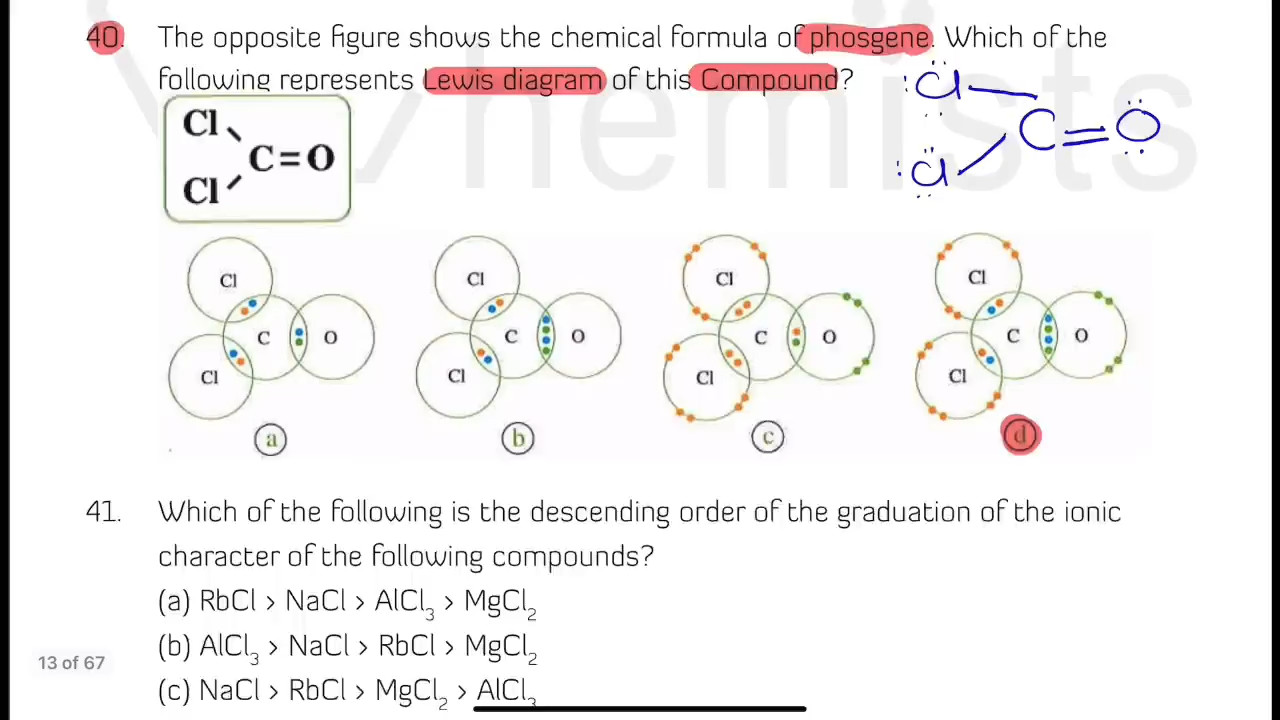 40. The opposite figure shows the chemical formula of phosgene. Which of the
following represents Lewis diagram of this Compound?
Cl
C=O
Cl
:Cl
C=O
:Cl
Cl C O
Cl
a
Cl C O
Cl
b
Cl C O
Cl
c
Cl C O
Cl
d
41. Which of the following is the descending order of the graduation of the ionic
character of the following compounds?
(a) RbCl > NaCl > AlCl₃ > MgCl₂
(b) AlCl₃ > NaCl > RbCl > MgCl₂
(c) NaCl > RbCl > MgCl₂ > AlCl₃
13 of 67
hemists